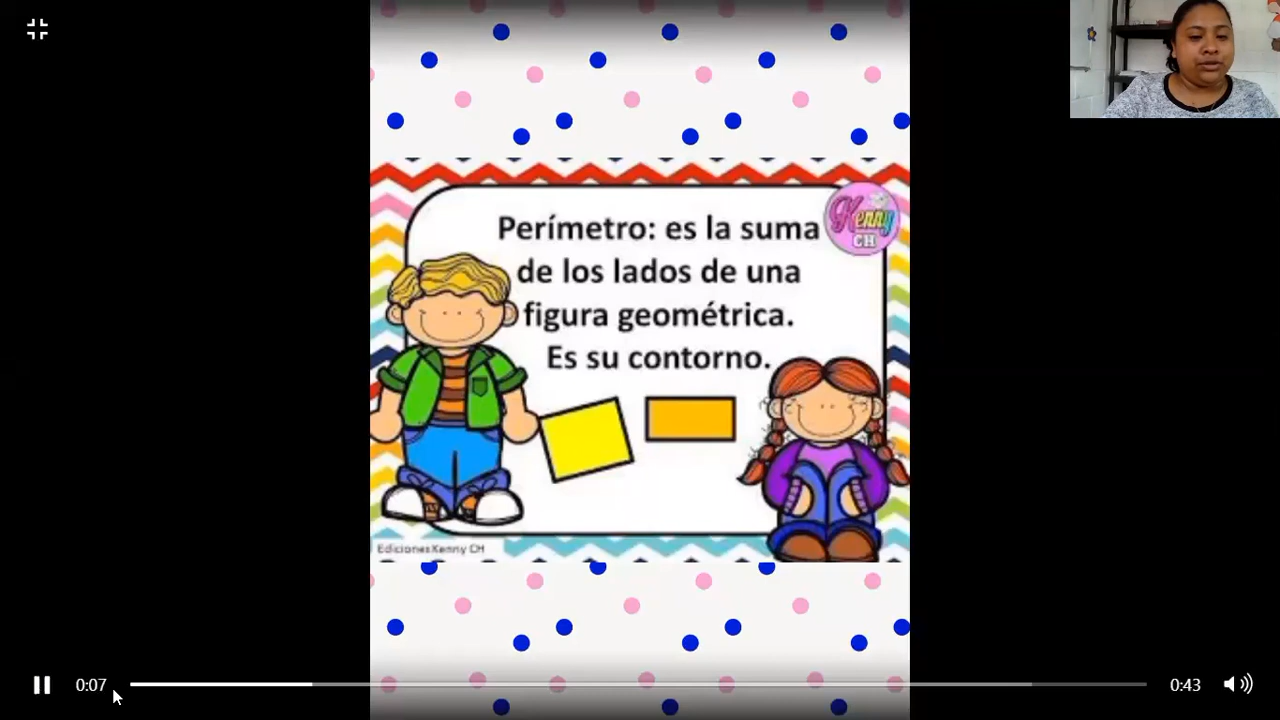 Perímetro: es la suma
de los lados de una
figura geométrica.
Es su contorno.
Kenny
CH
Ediciones Kenny CH
0:07
0:43